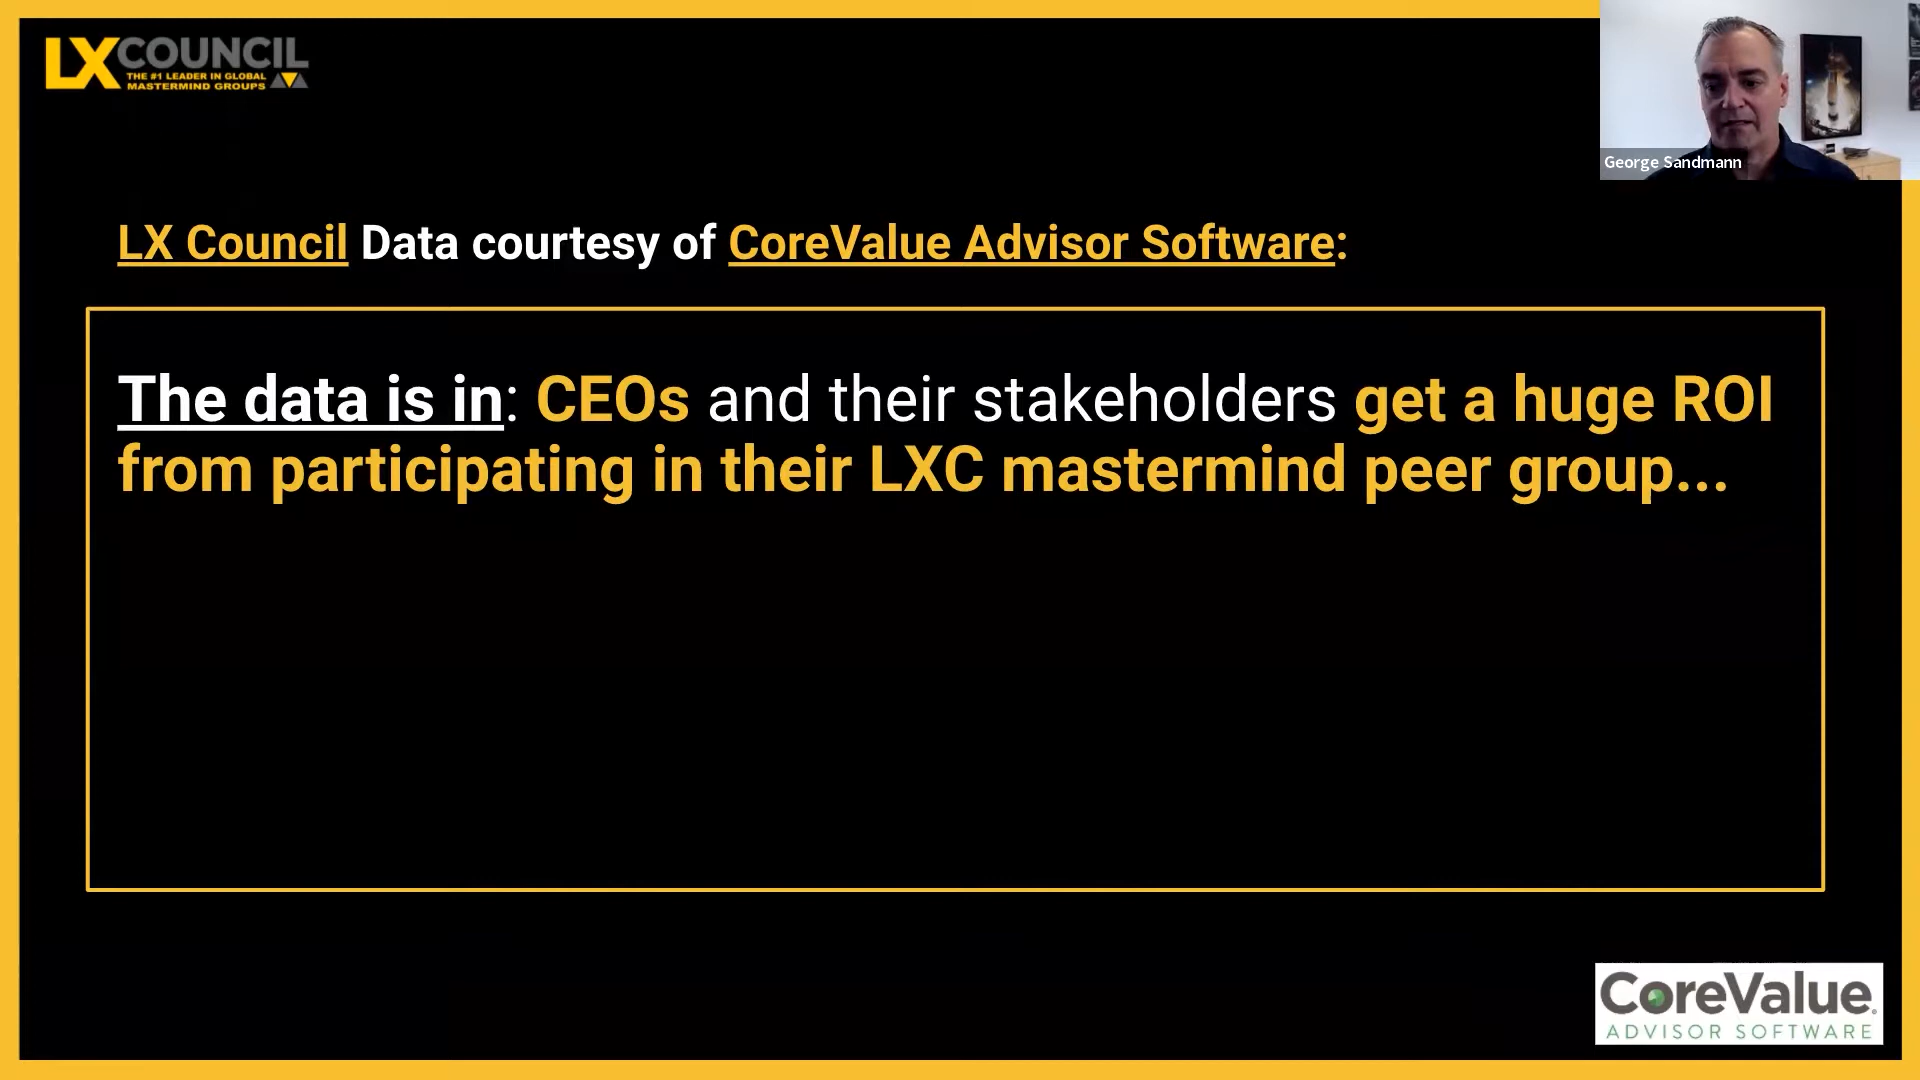 LXCOUNCIL
THE #1 LEADER IN GLOBAL
MASTERMIND GROUPS
George Sandmann
LX Council Data courtesy of CoreValue Advisor Software:
The data is in: CEOs and their stakeholders get a huge ROI
from participating in their LXC mastermind peer group...
CoreValue
ADVISOR SOFTWARE